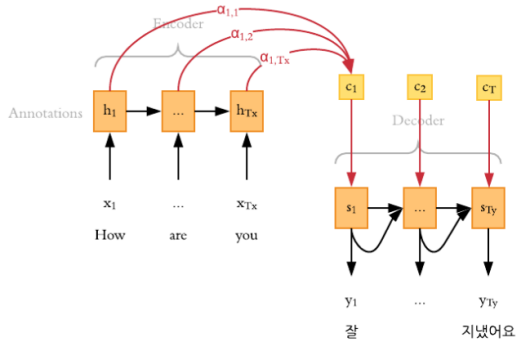 α1,1
Encoder
α1,2
α1,Tx
Annotations
h1 ... hTx
c1 c2 cT
Decoder
x1 ... xTx
How are you
s1 ... sTy
y1 ... yTy
잘 지냈어요